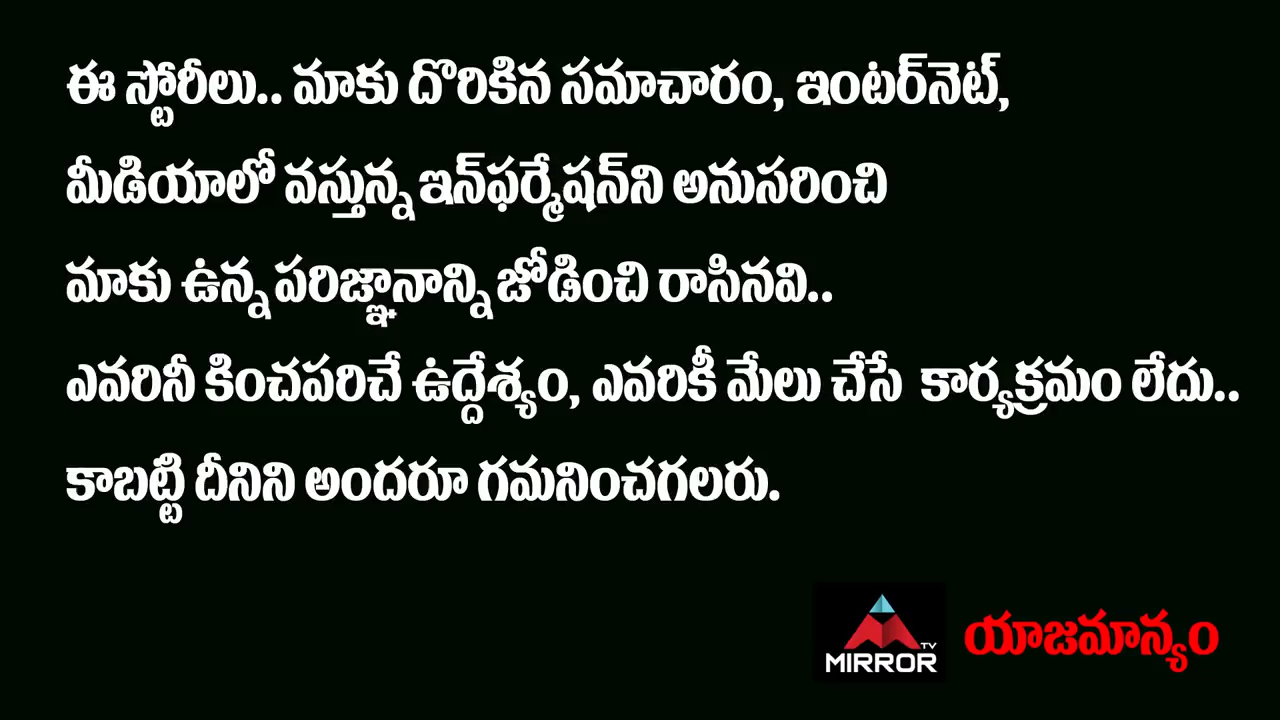 ఈ స్టోరీలు.. మాకు దొరికిన సమాచారం, ఇంటర్‌నెట్,
మీడియాలో వస్తున్న ఇన్‌ఫర్మేషన్‌ని అనుసరించి
మాకు ఉన్న పరిజ్ఞానాన్ని జోడించి రాసినవి..
ఎవరినీ కించపరిచే ఉద్దేశ్యం, ఎవరికీ మేలు చేసే కార్యక్రమం లేదు..
కాబట్టి దీనిని అందరూ గమనించగలరు.
MIRROR TV యాజమాన్యం